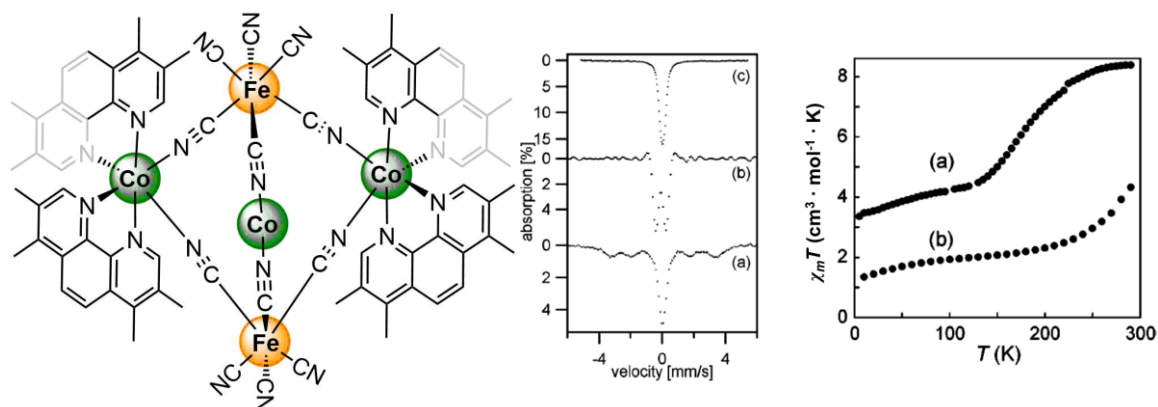 CN
CN
CN
Fe
N
N≡C
C≡N
N
N
Co
C
N
Co
N
N
N
Co
N
N
N≡C
N≡C
C≡N
Fe
NC
CN
CN
absorption [%]
0
5
10
15
(c)
0
2
4
(b)
0
2
4
(a)
-4 0 4
velocity [mm/s]
χₘT (cm³ · mol⁻¹ · K)
8
6
4
2
0
(a)
(b)
0 100 200 300
T (K)